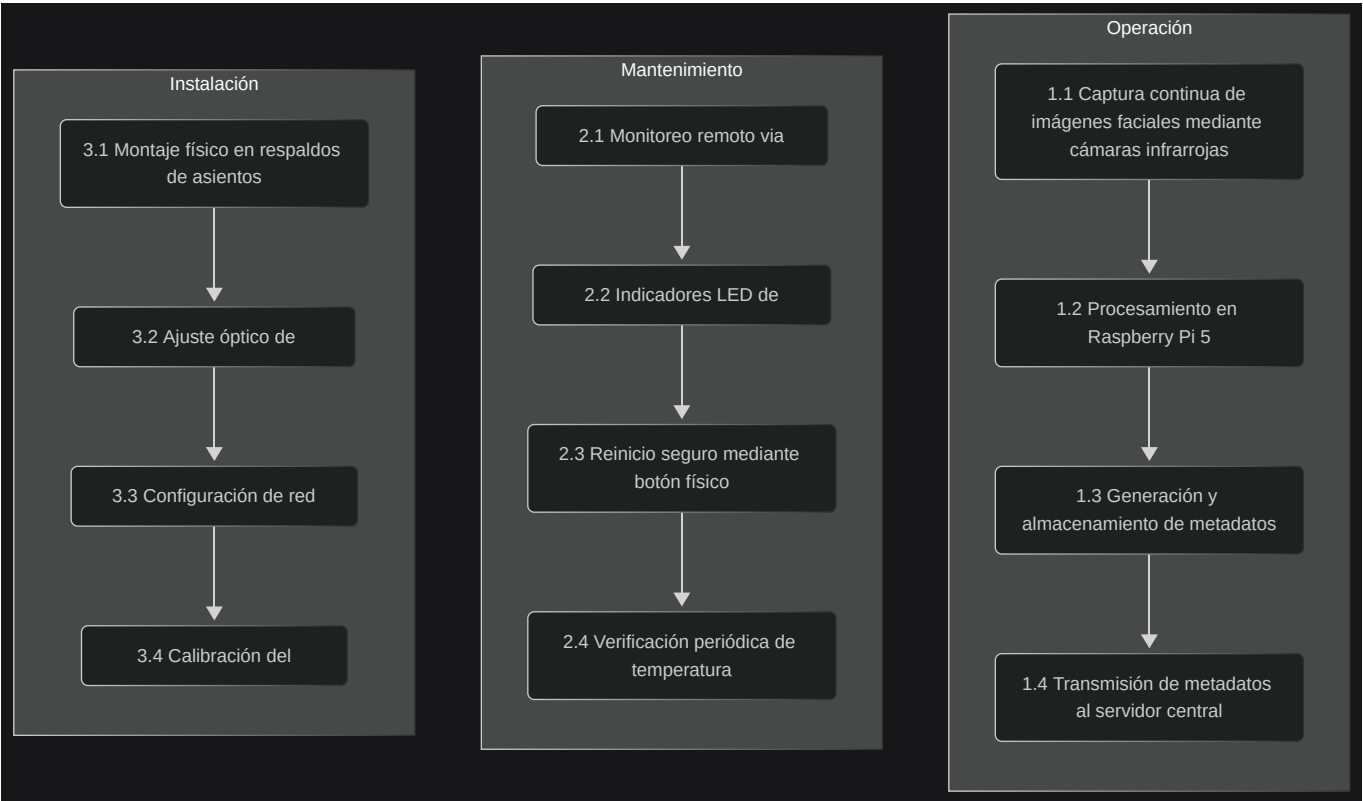 Instalación
3.1 Montaje físico en respaldos
de asientos
3.2 Ajuste óptico de
3.3 Configuración de red
3.4 Calibración del
Mantenimiento
2.1 Monitoreo remoto via
2.2 Indicadores LED de
2.3 Reinicio seguro mediante
botón físico
2.4 Verificación periódica de
temperatura
Operación
1.1 Captura continua de
imágenes faciales mediante
cámaras infrarrojas
1.2 Procesamiento en
Raspberry Pi 5
1.3 Generación y
almacenamiento de metadatos
1.4 Transmisión de metadatos
al servidor central